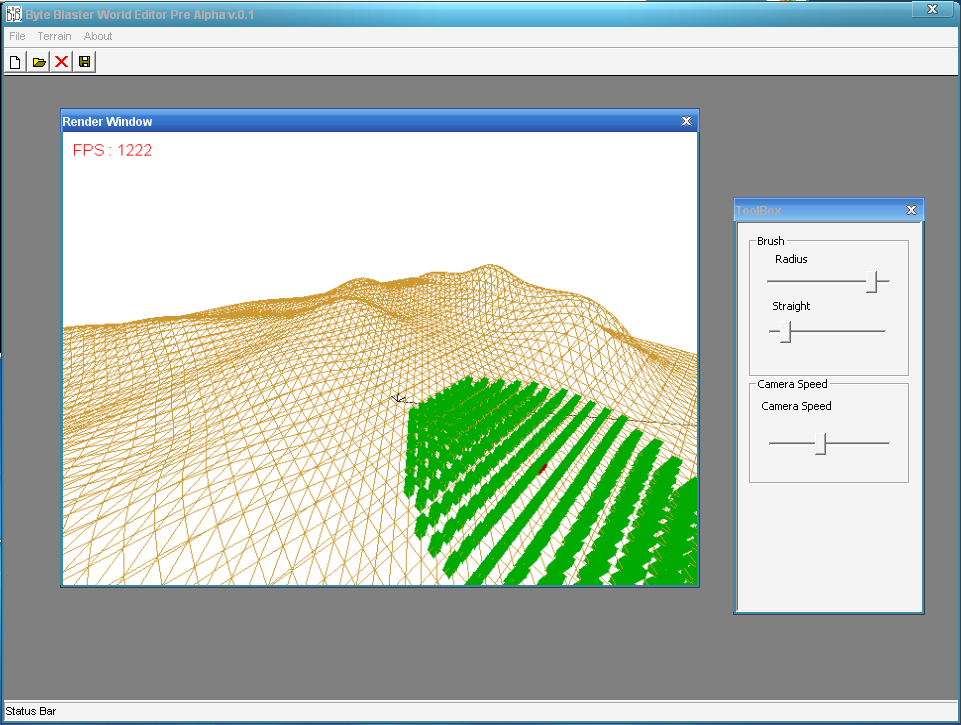 Byte Blaster World Editor Pre Alpha v.0.1
File Terrain About
Render Window
FPS : 1222
ToolBox
Brush
Radius
Straight
Camera Speed
Camera Speed
Status Bar